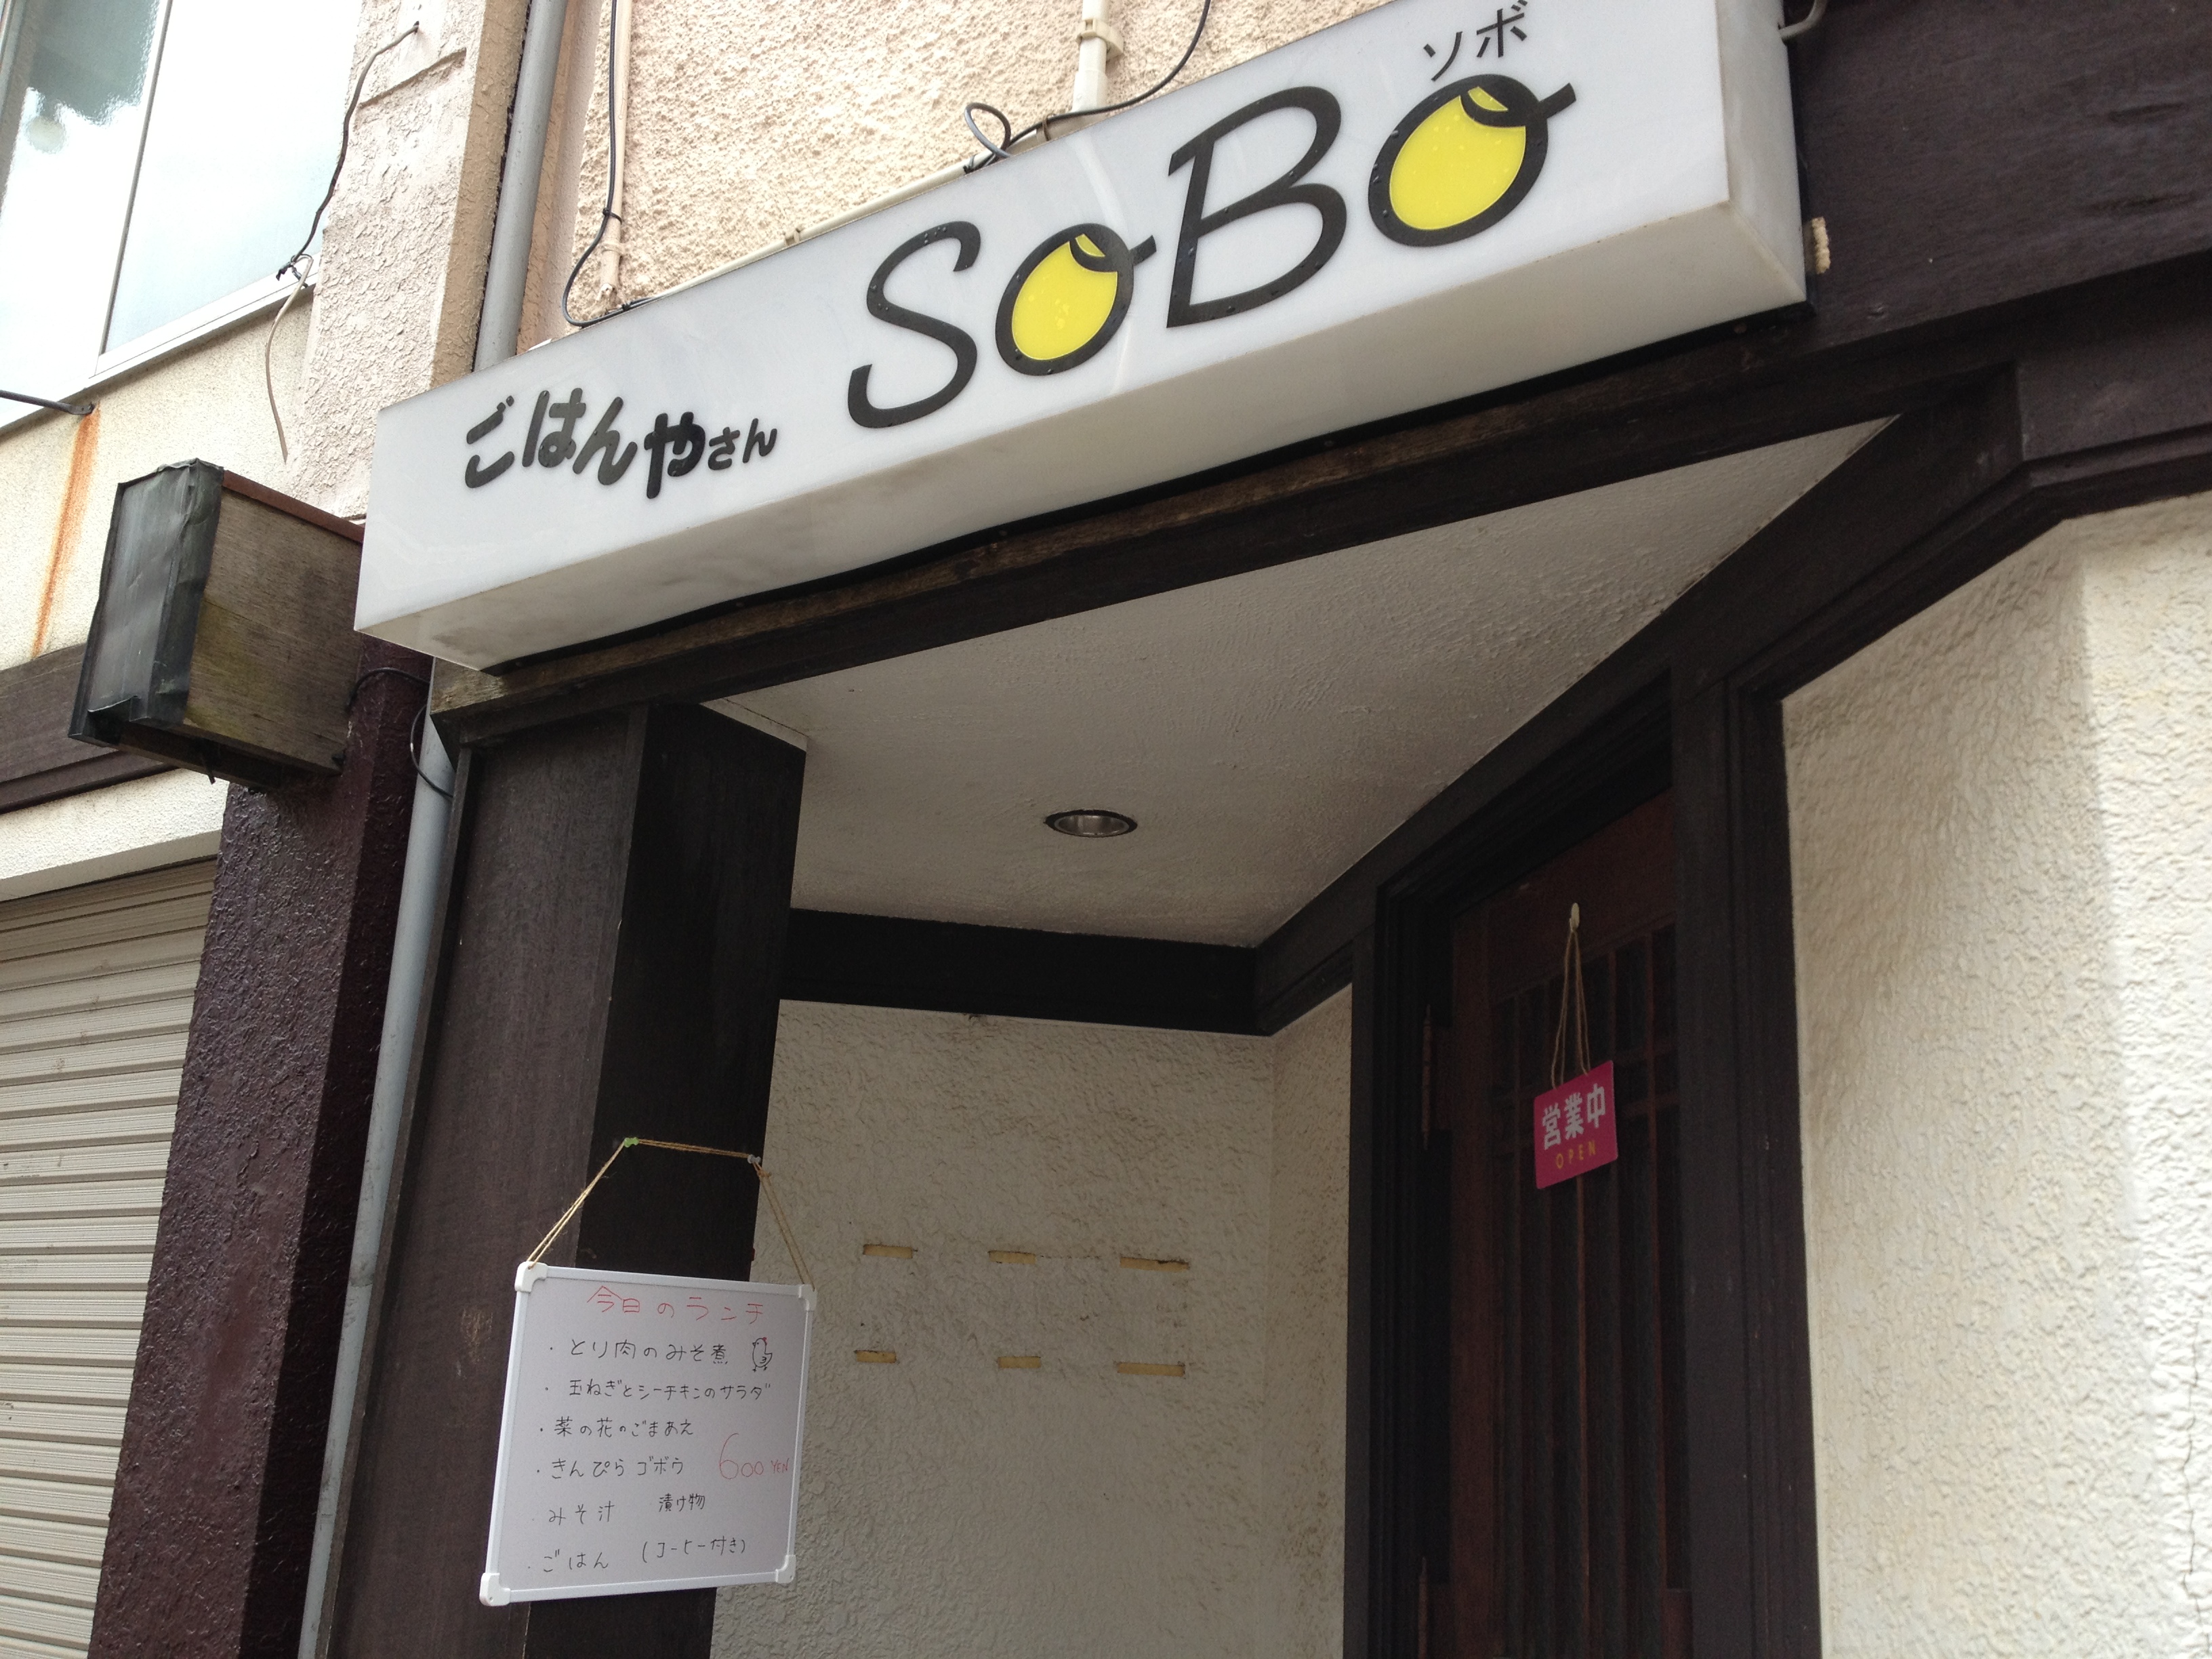 ソボ
ごはんやさん SoBo
営業中
OPEN
今日のランチ
・とり肉のみそ煮
・玉ねぎとシーチキンのサラダ
・菜の花のごまあえ
・きんぴらゴボウ 600 YEN
・みそ汁 漬け物
・ごはん (コーヒー付き)